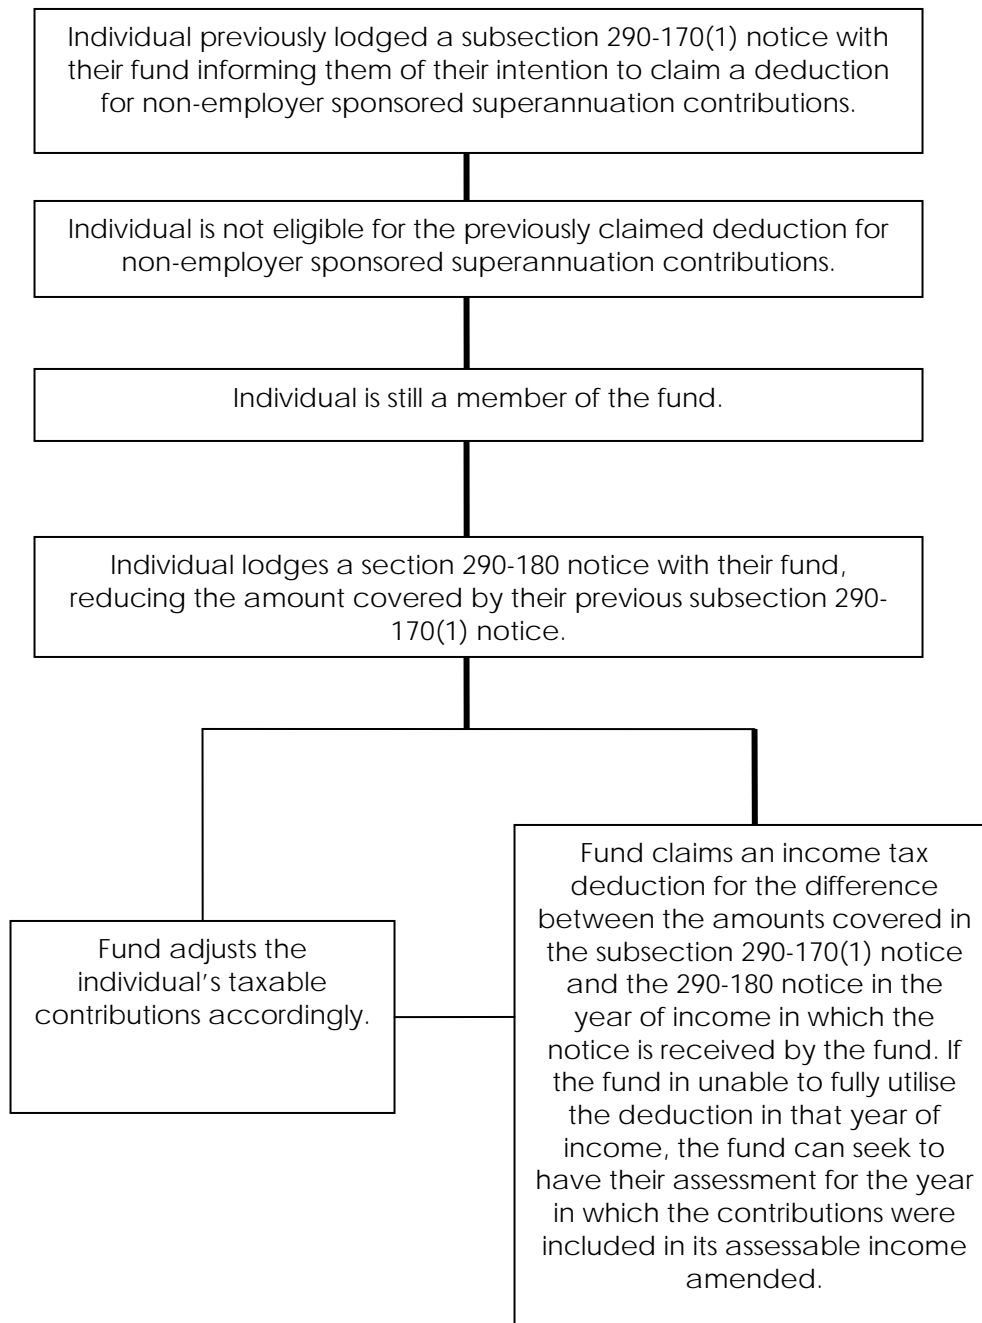 Individual previously lodged a subsection 290-170(1) notice with
their fund informing them of their intention to claim a deduction
for non-employer sponsored superannuation contributions.
Individual is not eligible for the previously claimed deduction for
non-employer sponsored superannuation contributions.
Individual is still a member of the fund.
Individual lodges a section 290-180 notice with their fund,
reducing the amount covered by their previous subsection 290-
170(1) notice.
Fund adjusts the
individual's taxable
contributions accordingly.
Fund claims an income tax
deduction for the difference
between the amounts covered in
the subsection 290-170(1) notice
and the 290-180 notice in the
year of income in which the
notice is received by the fund. If
the fund in unable to fully utilise
the deduction in that year of
income, the fund can seek to
have their assessment for the year
in which the contributions were
included in its assessable income
amended.